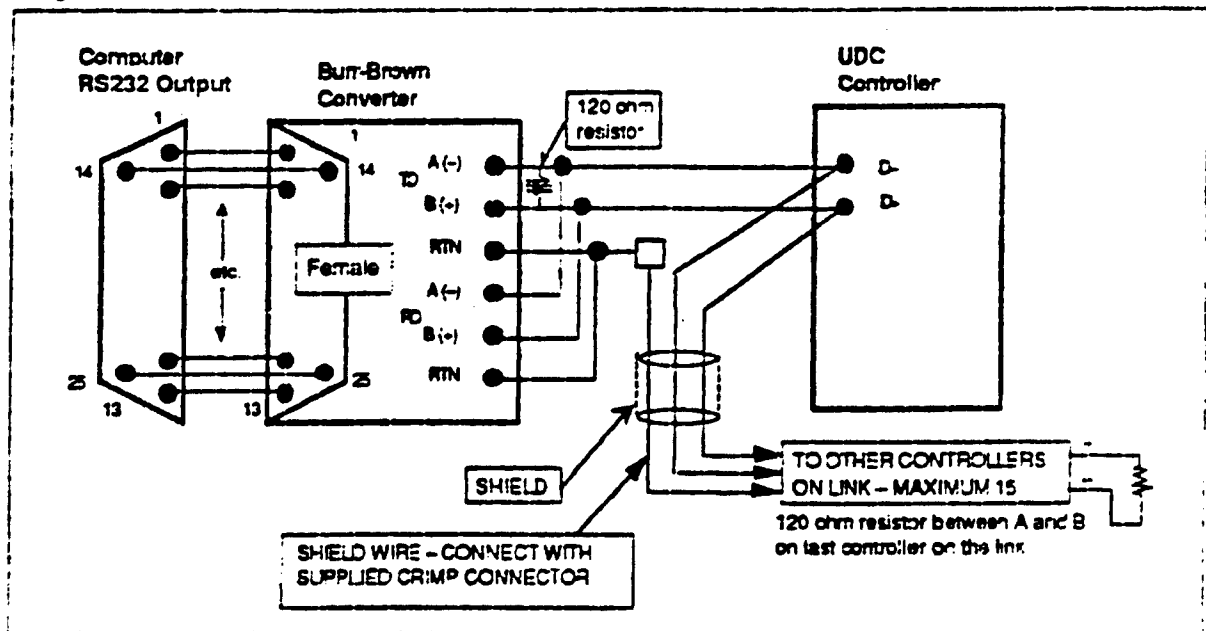 Computer
RS232 Output
Burr-Brown
Converter
UDC
Controller
120 ohm
resistor
1
14
1
14
A (-)
TD
B (+)
RTN
D-
D+
etc.
Female
A (-)
RD
B (+)
RTN
25
13
25
13
SHIELD
TO OTHER CONTROLLERS
ON LINK – MAXIMUM 15
120 ohm resistor between A and B
on last controller on the link
SHIELD WIRE – CONNECT WITH
SUPPLIED CRIMP CONNECTOR